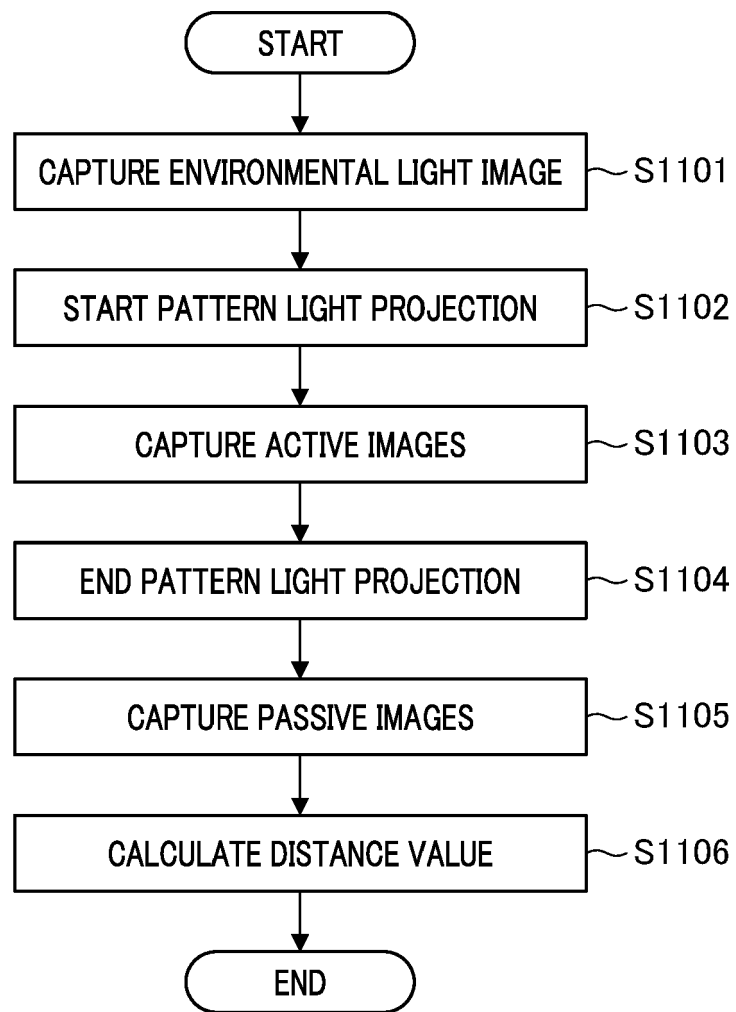 START
CAPTURE ENVIRONMENTAL LIGHT IMAGE S1101
START PATTERN LIGHT PROJECTION S1102
CAPTURE ACTIVE IMAGES S1103
END PATTERN LIGHT PROJECTION S1104
CAPTURE PASSIVE IMAGES S1105
CALCULATE DISTANCE VALUE S1106
END